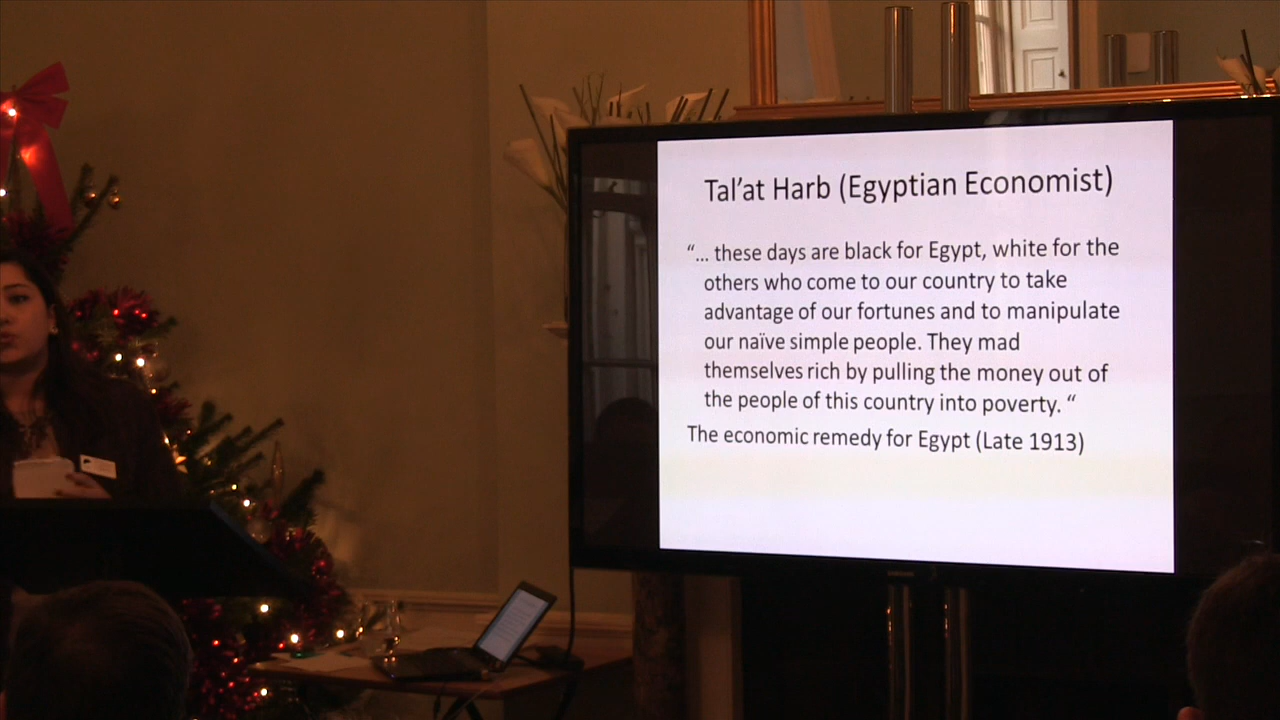 Tal'at Harb (Egyptian Economist)
“... these days are black for Egypt, white for the
others who come to our country to take
advantage of our fortunes and to manipulate
our naïve simple people. They mad
themselves rich by pulling the money out of
the people of this country into poverty. “
The economic remedy for Egypt (Late 1913)